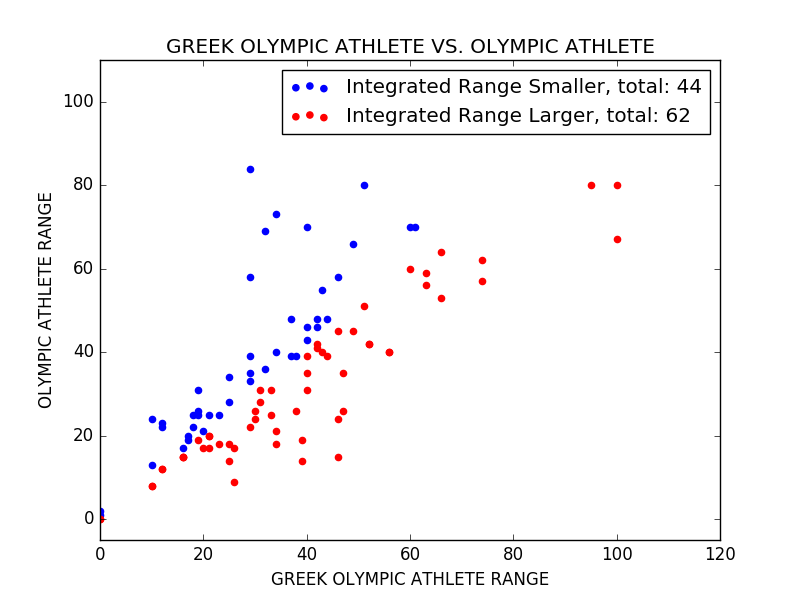 GREEK OLYMPIC ATHLETE VS. OLYMPIC ATHLETE
Integrated Range Smaller, total: 44
Integrated Range Larger, total: 62
100
80
60
40
20
0
OLYMPIC ATHLETE RANGE
0 20 40 60 80 100 120
GREEK OLYMPIC ATHLETE RANGE